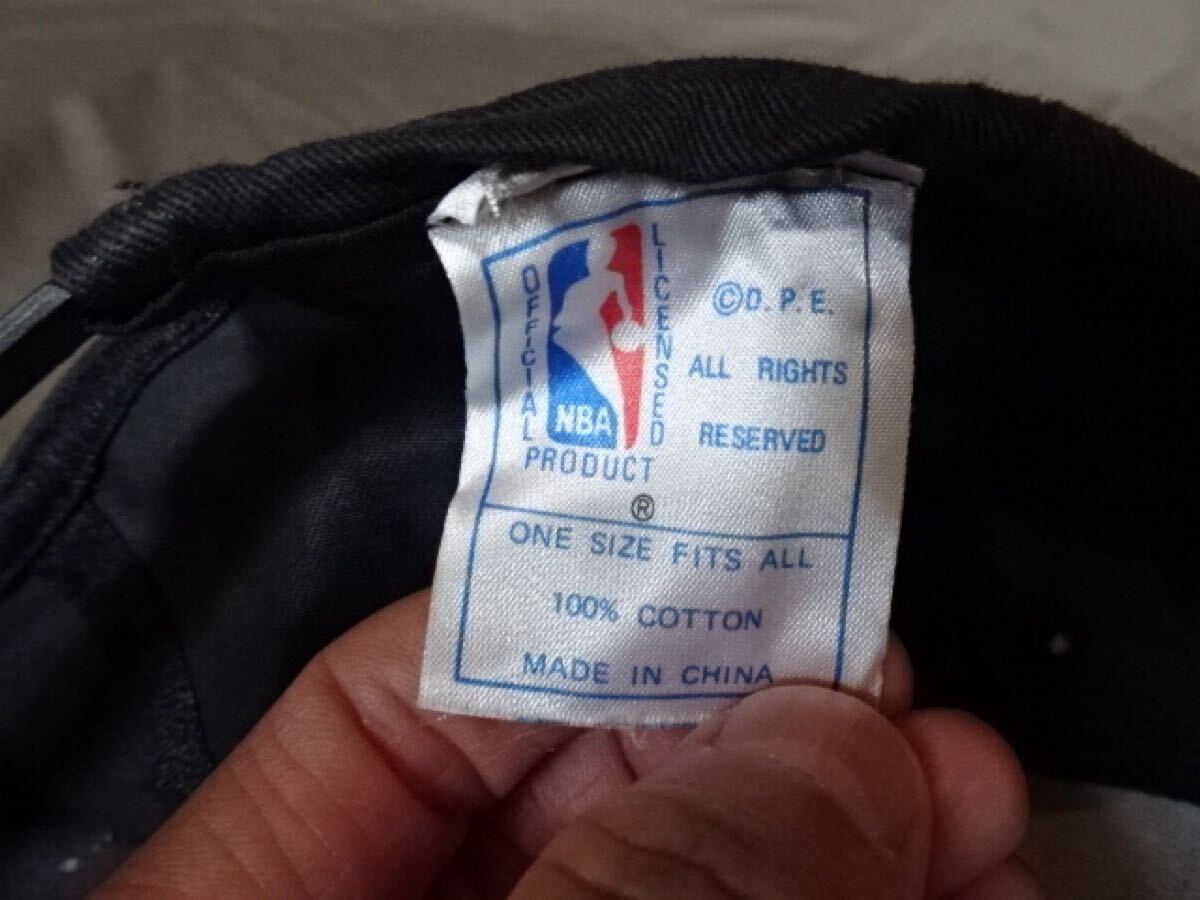 OFFICIAL
LICENSED
NBA
PRODUCT
®
©D.P.E.
ALL RIGHTS
RESERVED
ONE SIZE FITS ALL
100% COTTON
MADE IN CHINA